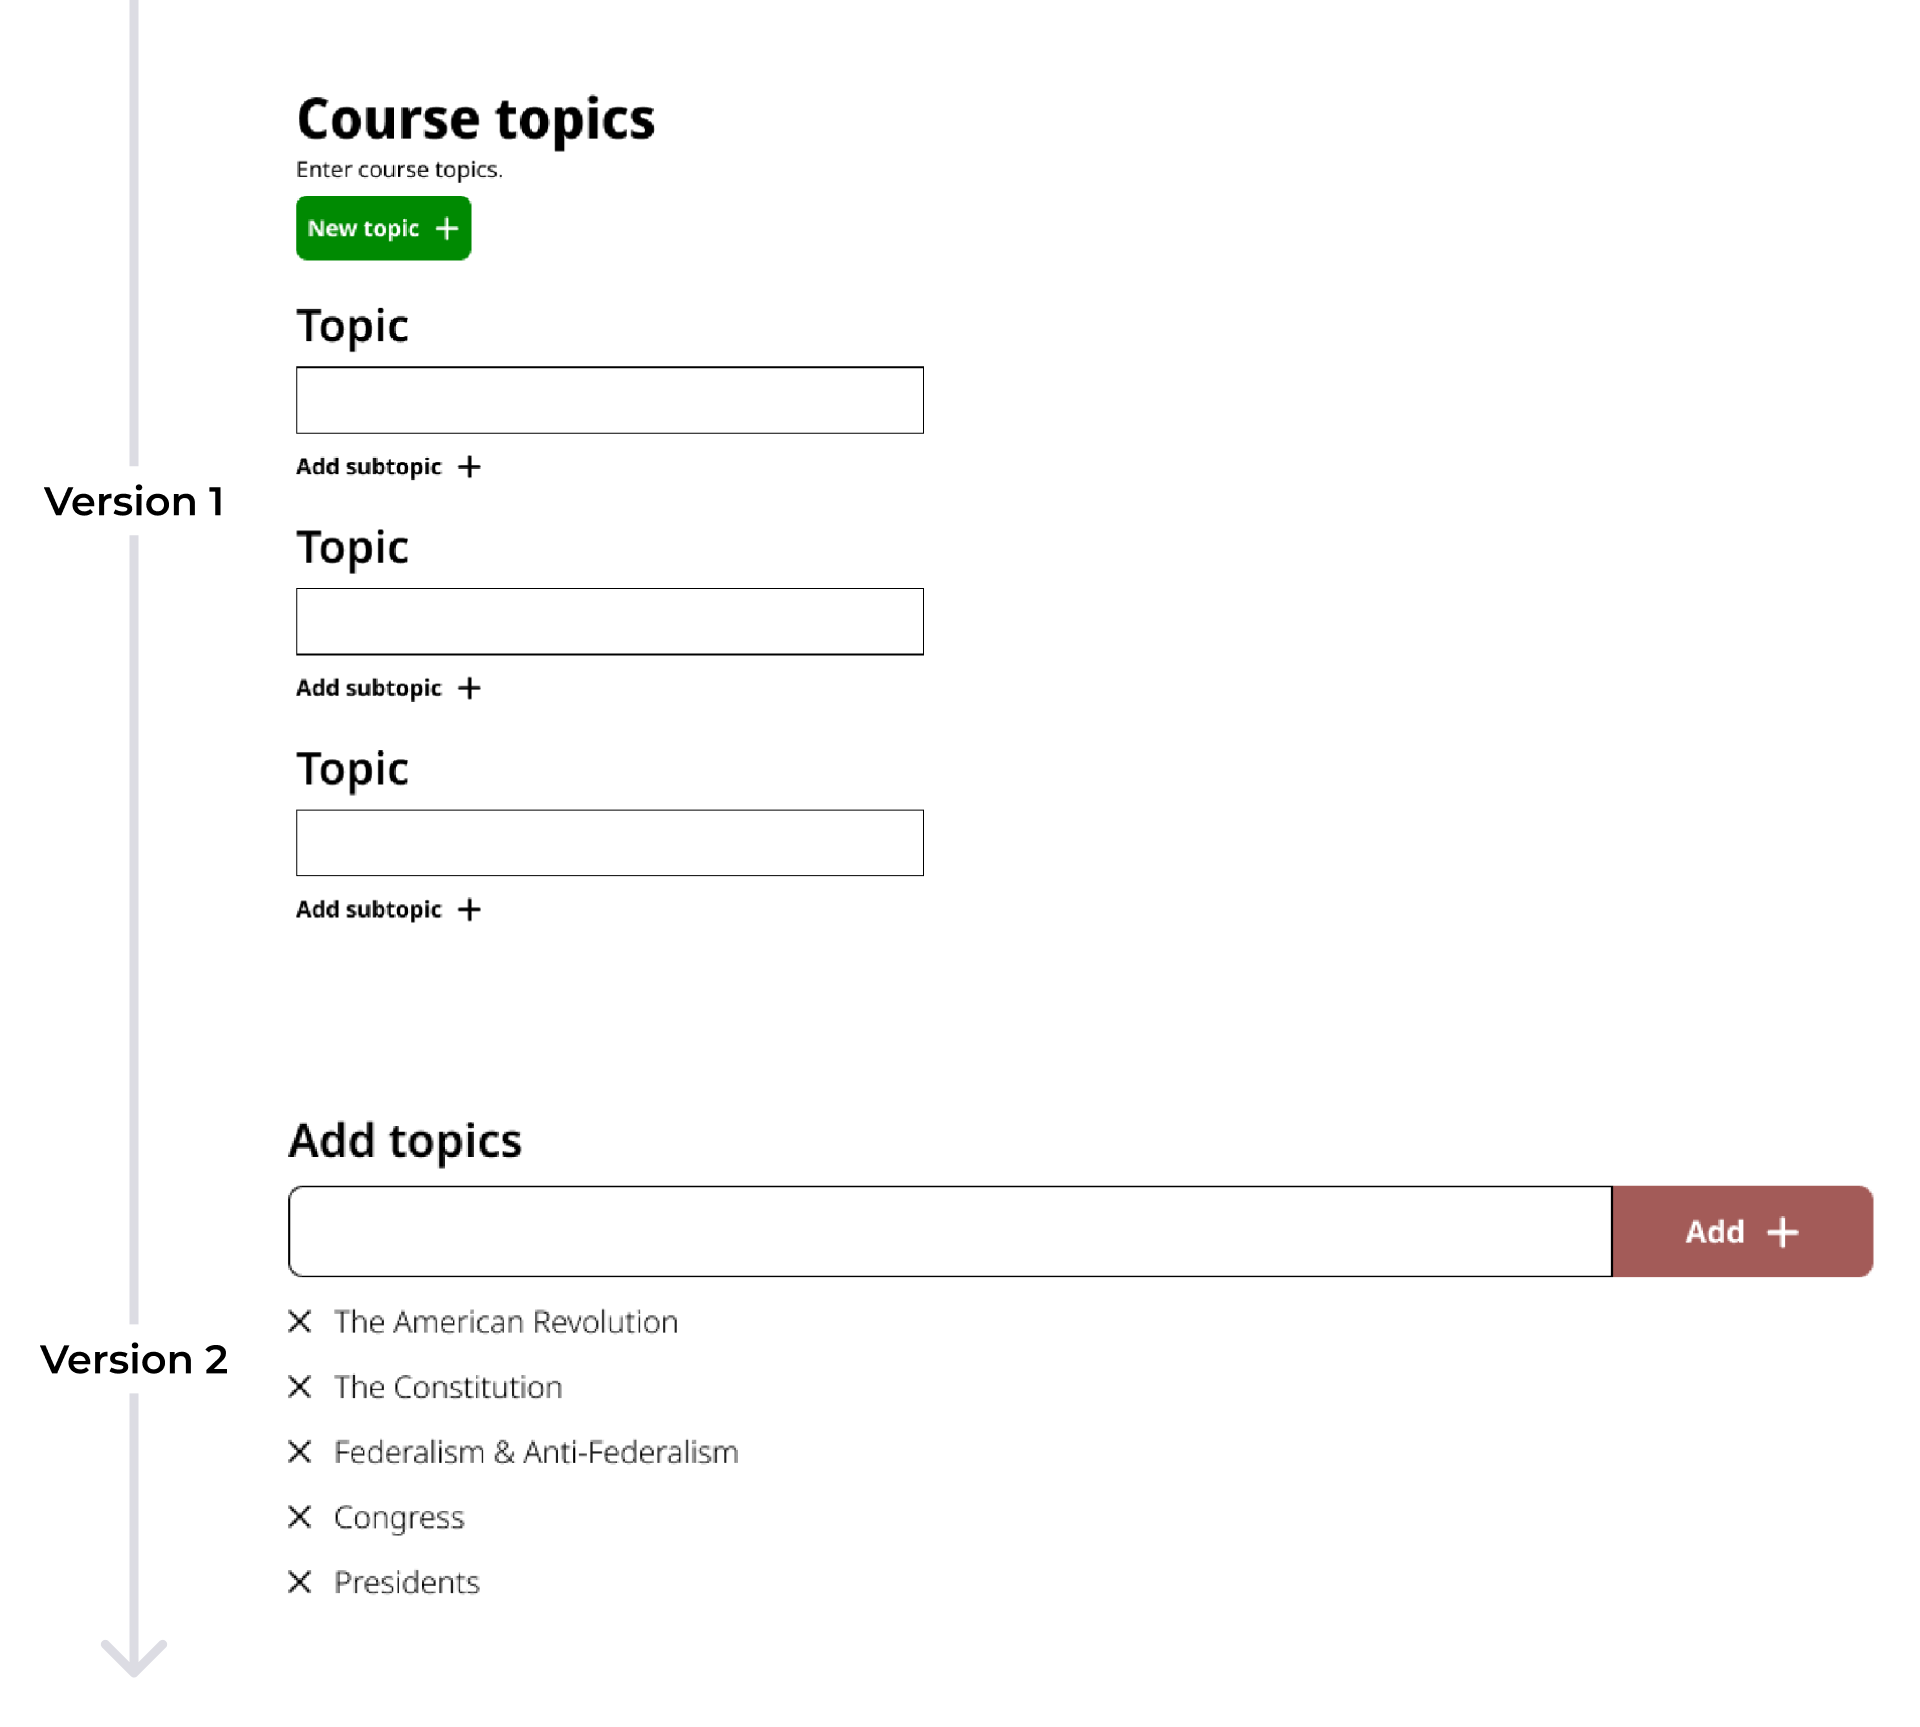 Course topics
Enter course topics.
New topic +
Topic
Add subtopic +
Version 1
Topic
Add subtopic +
Topic
Add subtopic +
Add topics
Add +
The American Revolution
Version 2
The Constitution
Federalism & Anti-Federalism
Congress
Presidents